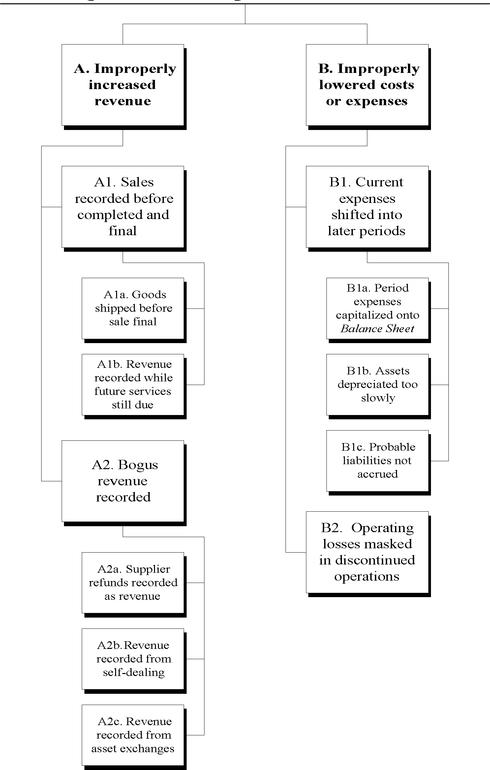 A. Improperly
increased
revenue
B. Improperly
lowered costs
or expenses
A1. Sales
recorded before
completed and
final
B1. Current
expenses
shifted into
later periods
A1a. Goods
shipped before
sale final
B1a. Period
expenses
capitalized onto
Balance Sheet
A1b. Revenue
recorded while
future services
still due
B1b. Assets
depreciated too
slowly
A2. Bogus
revenue
recorded
B1c. Probable
liabilities not
accrued
B2. Operating
losses masked
in discontinued
operations
A2a. Supplier
refunds recorded
as revenue
A2b.Revenue
recorded from
self-dealing
A2c. Revenue
recorded from
asset exchanges